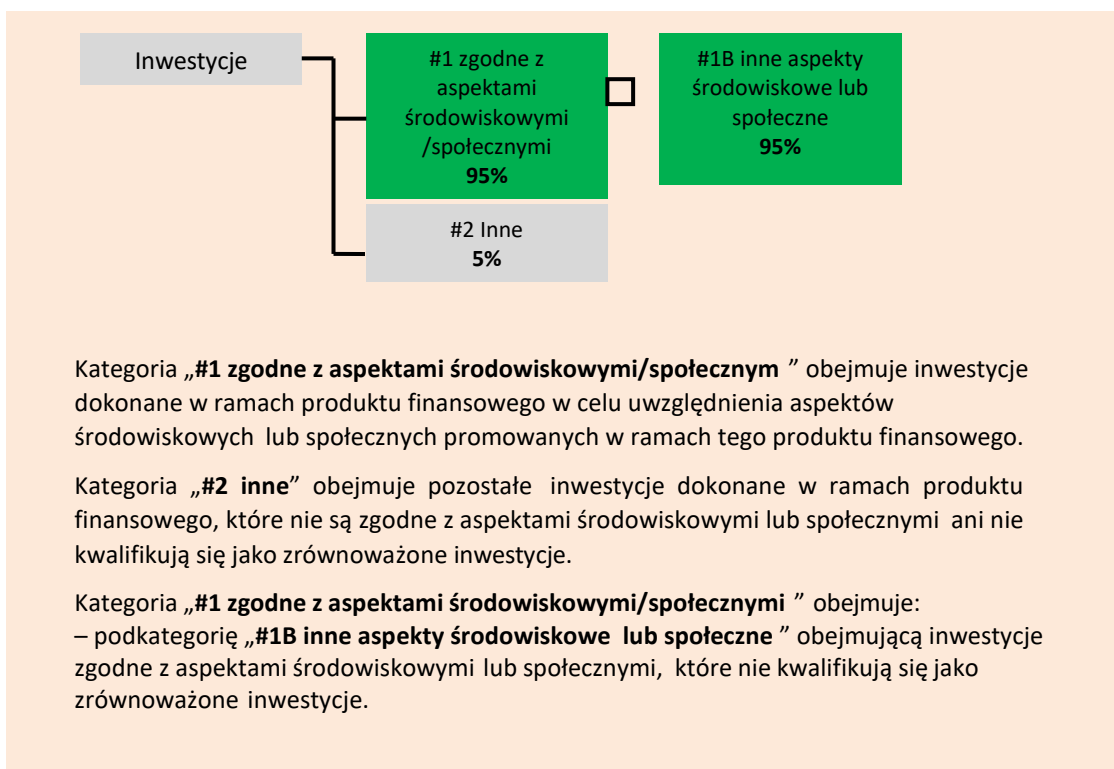 Inwestycje
#1 zgodne z
aspektami
środowiskowymi
/społecznymi
95%
#1B inne aspekty
środowiskowe lub
społeczne
95%
#2 Inne
5%
Kategoria „#1 zgodne z aspektami środowiskowymi/społecznym ” obejmuje inwestycje
dokonane w ramach produktu finansowego w celu uwzględnienia aspektów
środowiskowych lub społecznych promowanych w ramach tego produktu finansowego.
Kategoria „#2 inne” obejmuje pozostałe inwestycje dokonane w ramach produktu
finansowego, które nie są zgodne z aspektami środowiskowymi lub społecznymi ani nie
kwalifikują się jako zrównoważone inwestycje.
Kategoria „#1 zgodne z aspektami środowiskowymi/społecznymi ” obejmuje:
– podkategorię „#1B inne aspekty środowiskowe lub społeczne ” obejmującą inwestycje
zgodne z aspektami środowiskowymi lub społecznymi, które nie kwalifikują się jako
zrównoważone inwestycje.